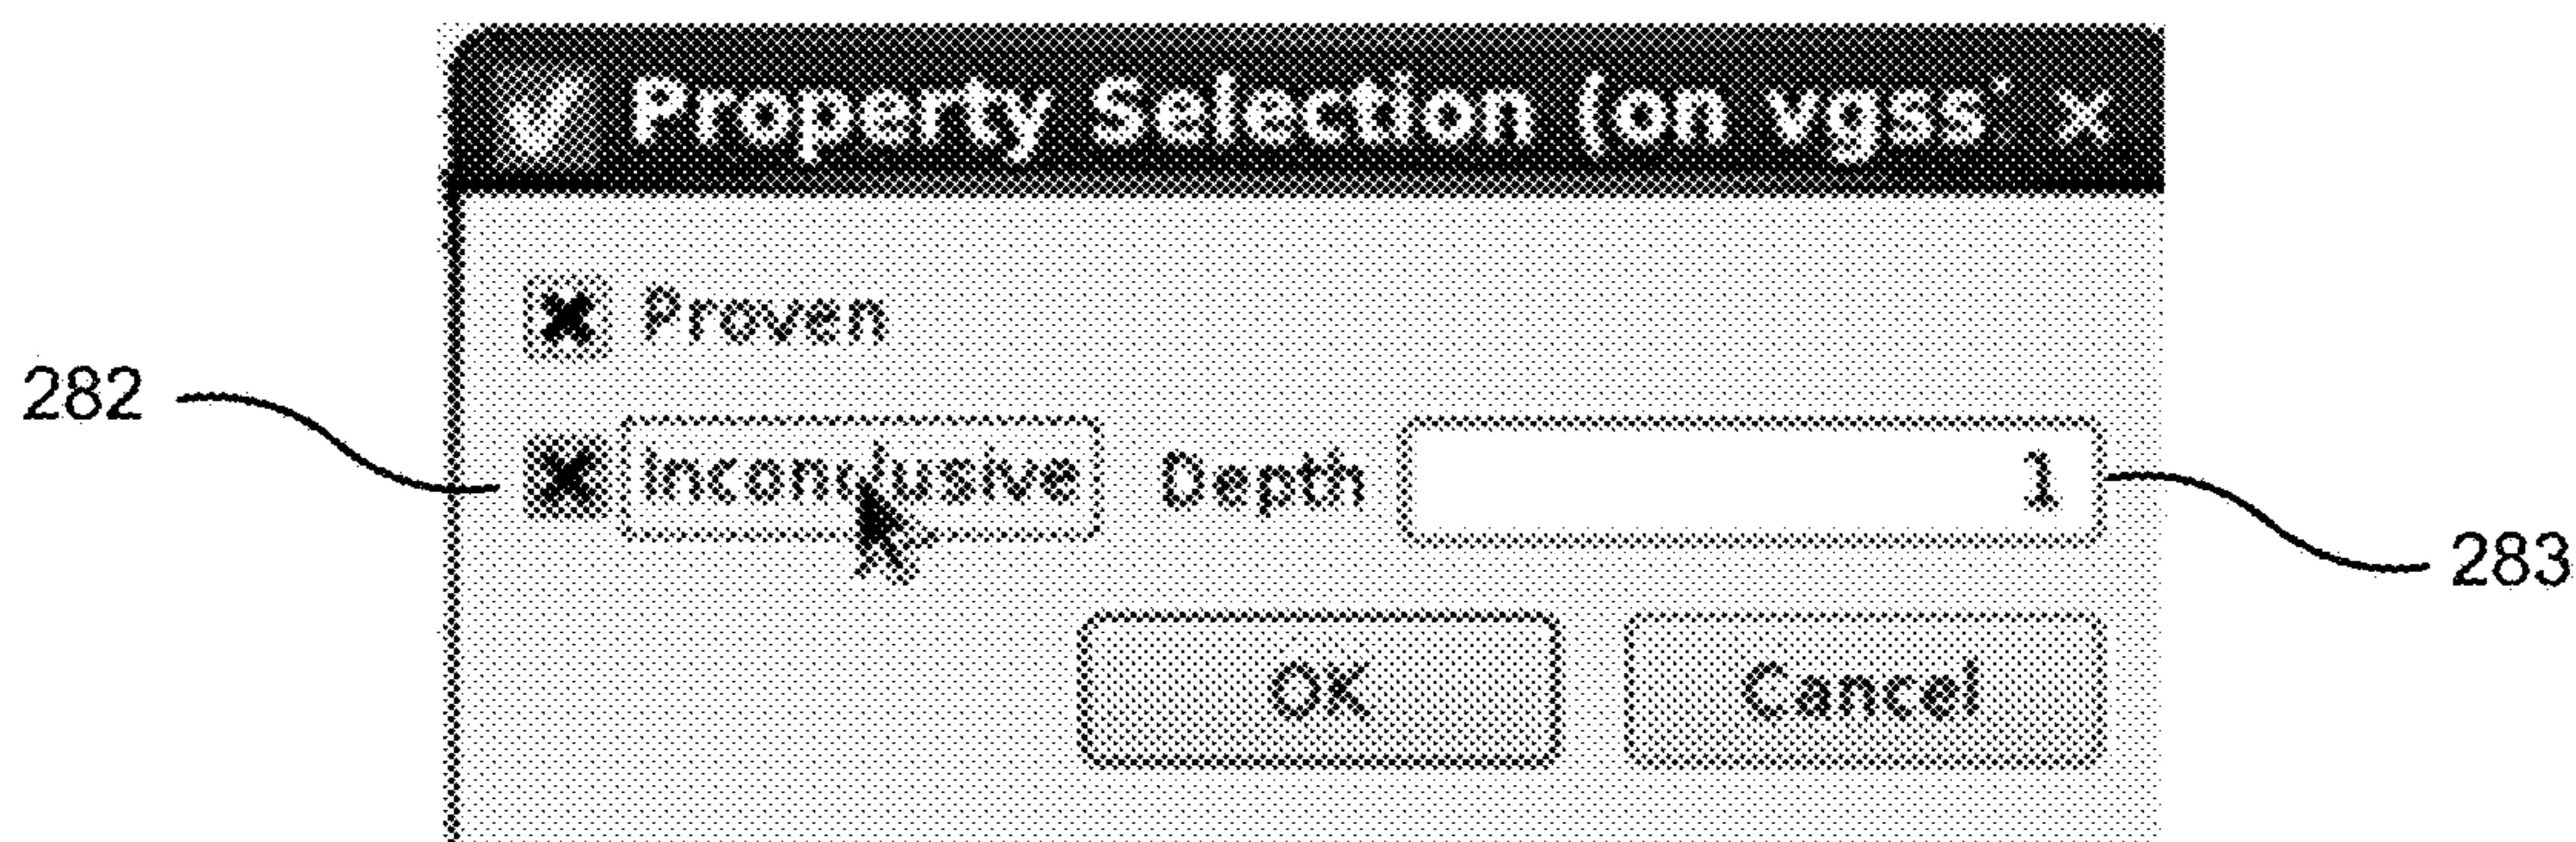 Property Selection (on vgss
Proven
282
Inconclusive Depth 1
283
OK Cancel